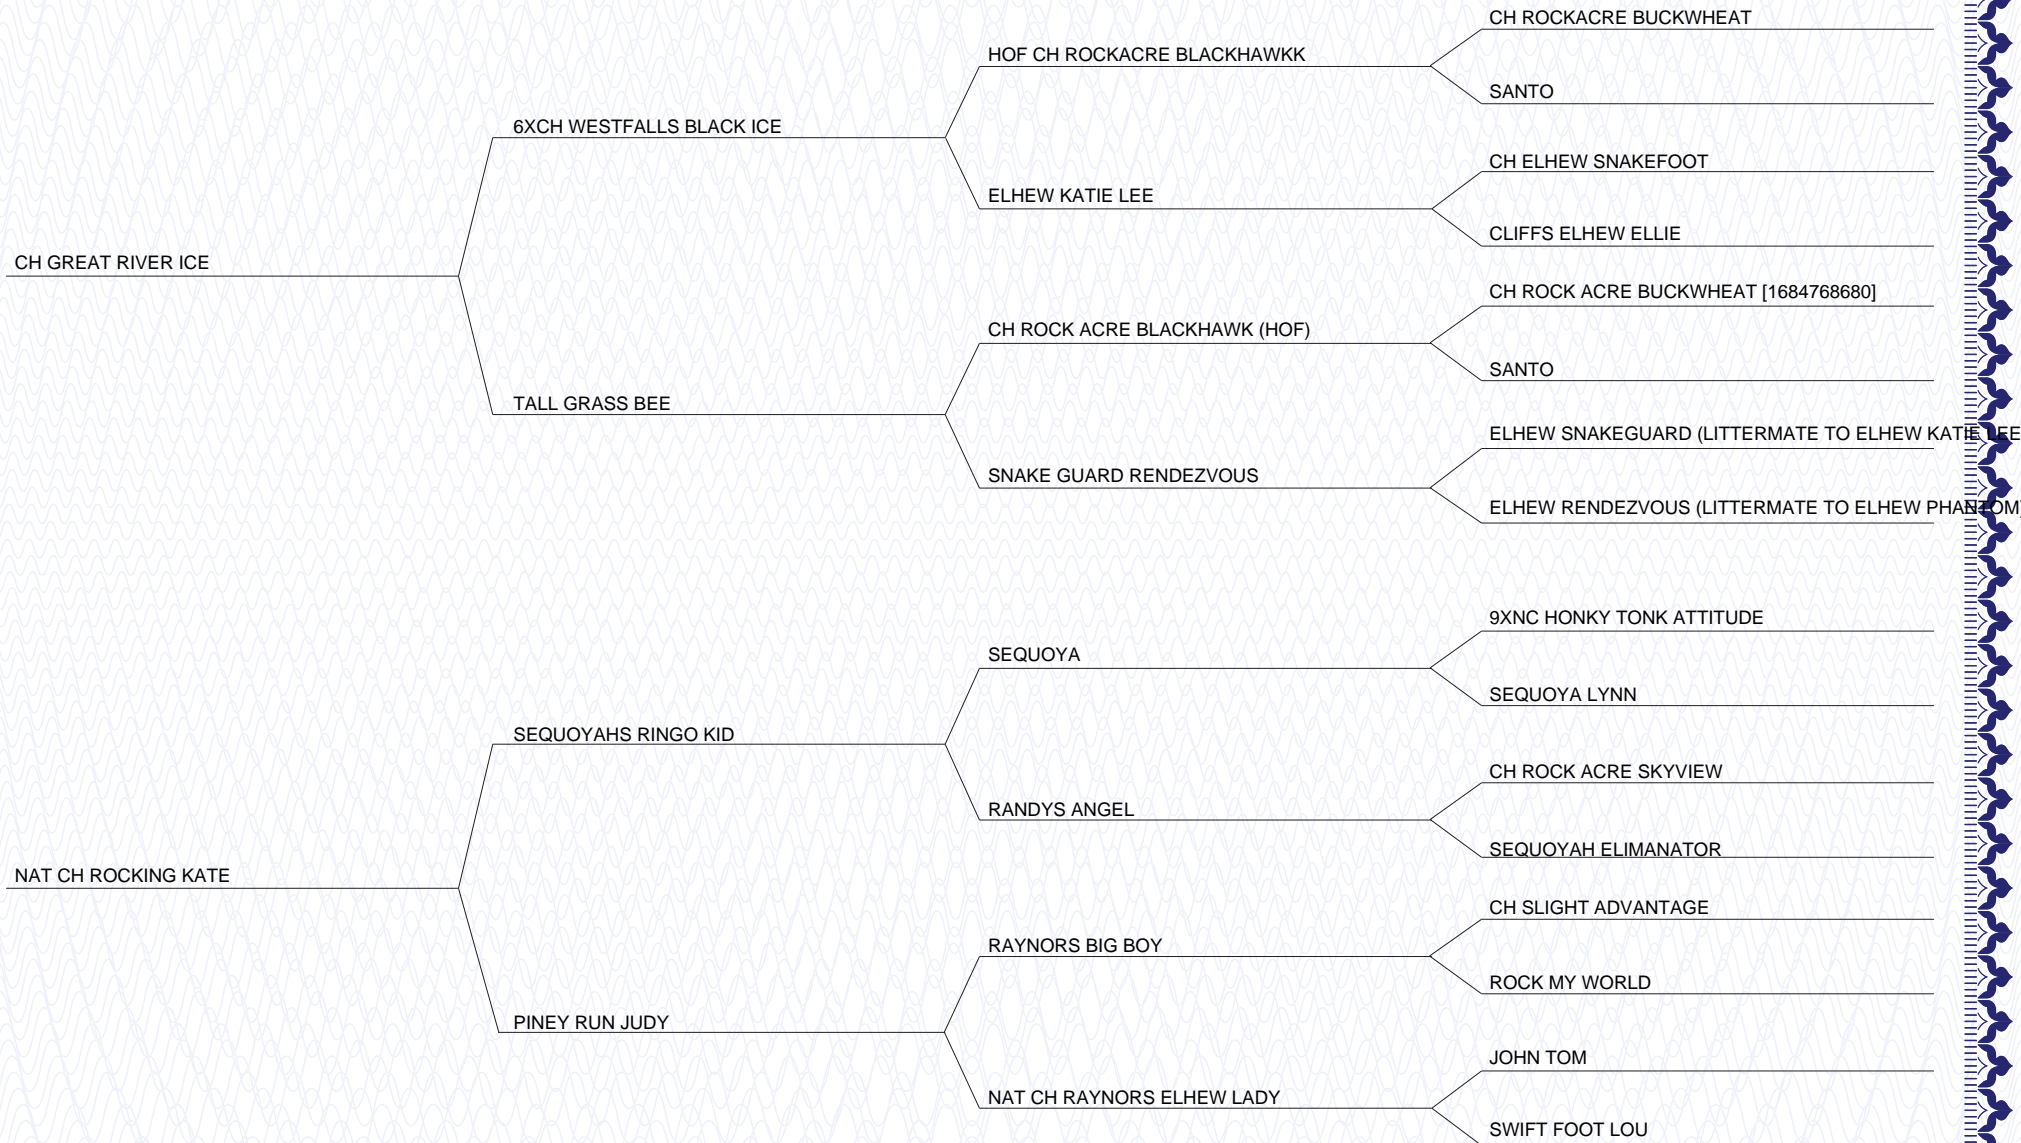 CH ROCKACRE BUCKWHEAT
HOF CH ROCKACRE BLACKHAWKK
SANTO
6XCH WESTFALLS BLACK ICE
CH ELHEW SNAKEFOOT
ELHEW KATIE LEE
CLIFFS ELHEW ELLIE
CH GREAT RIVER ICE
CH ROCK ACRE BUCKWHEAT [1684768680]
CH ROCK ACRE BLACKHAWK (HOF)
SANTO
TALL GRASS BEE
ELHEW SNAKEGUARD (LITTERMATE TO ELHEW KATIE LEE
SNAKE GUARD RENDEZVOUS
ELHEW RENDEZVOUS (LITTERMATE TO ELHEW PHANTOM)
9XNC HONKY TONK ATTITUDE
SEQUOYA
SEQUOYA LYNN
SEQUOYAHS RINGO KID
CH ROCK ACRE SKYVIEW
RANDYS ANGEL
SEQUOYAH ELIMANATOR
NAT CH ROCKING KATE
CH SLIGHT ADVANTAGE
RAYNORS BIG BOY
ROCK MY WORLD
PINEY RUN JUDY
JOHN TOM
NAT CH RAYNORS ELHEW LADY
SWIFT FOOT LOU